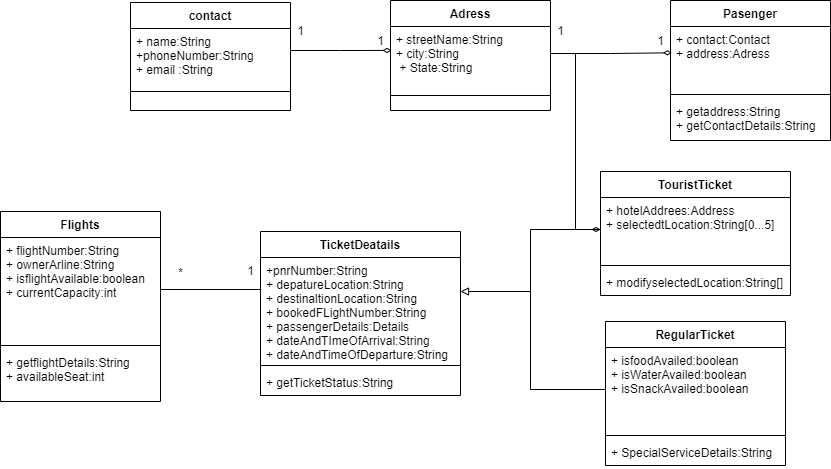 contact
+ name:String
+phoneNumber:String
+ email :String
1
1
Adress
+ streetName:String
+ city:String
+ State:String
1
1
Pasenger
+ contact:Contact
+ address:Adress
+ getaddress:String
+ getContactDetails:String
TouristTicket
+ hotelAddrees:Address
+ selectedtLocation:String[0...5]
+ modifyselectedLocation:String[]
Flights
+ flightNumber:String
+ ownerArline:String
+ isflightAvailable:boolean
+ currentCapacity:int
+ getflightDetails:String
+ availableSeat:int
*
1
TicketDeatails
+pnrNumber:String
+ depatureLocation:String
+ destinaltionLocation:String
+ bookedFLightNumber:String
+ passengerDetails:Details
+ dateAndTImeOfArrival:String
+ dateAndTImeOfDeparture:String
+ getTicketStatus:String
RegularTicket
+ isfoodAvailed:boolean
+ isWaterAvailed:boolean
+ isSnackAvailed:boolean
+ SpecialServiceDetails:String